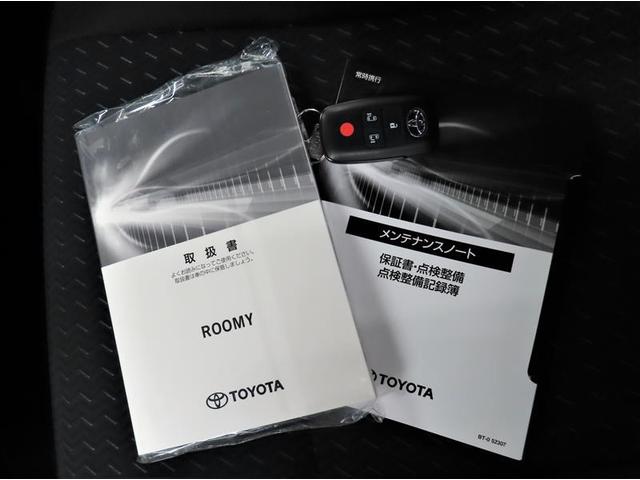 取扱書
よくお読みになってご使用ください。
取扱書は車の中に保管しましょう。
ROOMY
TOYOTA
常時携行
メンテナンスノート
保証書・点検整備
点検整備記録簿
TOYOTA
BT-0 52307